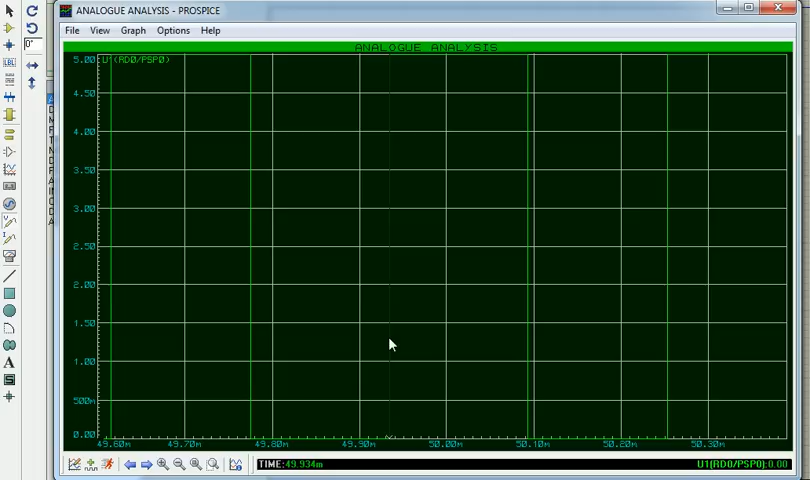 ANALOGUE ANALYSIS - PROSPICE
File View Graph Options Help
0°
ANALOGUE ANALYSIS
U1(RD0/PSP0)
5.00
4.50
4.00
3.50
3.00
2.50
2.00
1.50
1.00
500m
0.00
49.60m 49.70m 49.80m 49.90m 50.00m 50.10m 50.20m 50.30m
TIME:49.934m U1(RD0/PSP0):0.00
LBL
A
S